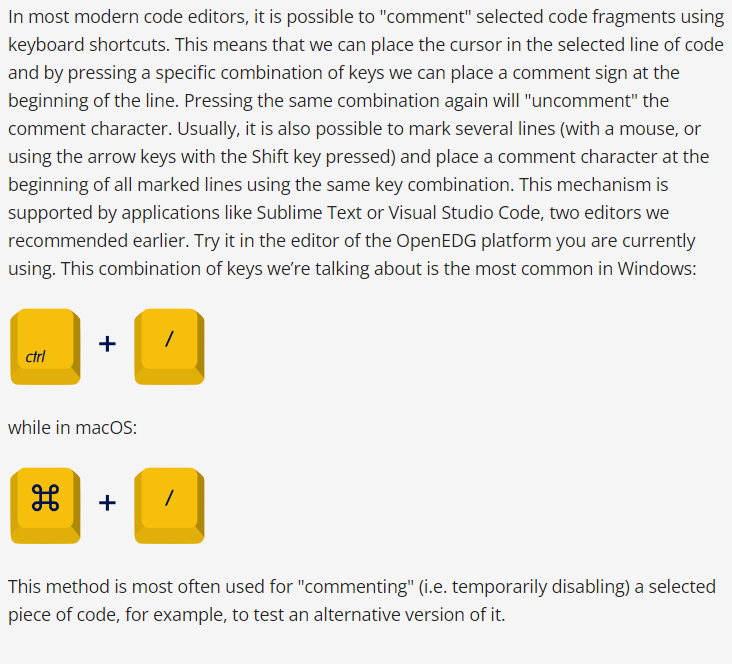 In most modern code editors, it is possible to "comment" selected code fragments using
keyboard shortcuts. This means that we can place the cursor in the selected line of code
and by pressing a specific combination of keys we can place a comment sign at the
beginning of the line. Pressing the same combination again will "uncomment" the
comment character. Usually, it is also possible to mark several lines (with a mouse, or
using the arrow keys with the Shift key pressed) and place a comment character at the
beginning of all marked lines using the same key combination. This mechanism is
supported by applications like Sublime Text or Visual Studio Code, two editors we
recommended earlier. Try it in the editor of the OpenEDG platform you are currently
using. This combination of keys we’re talking about is the most common in Windows:
ctrl + /
while in macOS:
⌘ + /
This method is most often used for "commenting" (i.e. temporarily disabling) a selected
piece of code, for example, to test an alternative version of it.